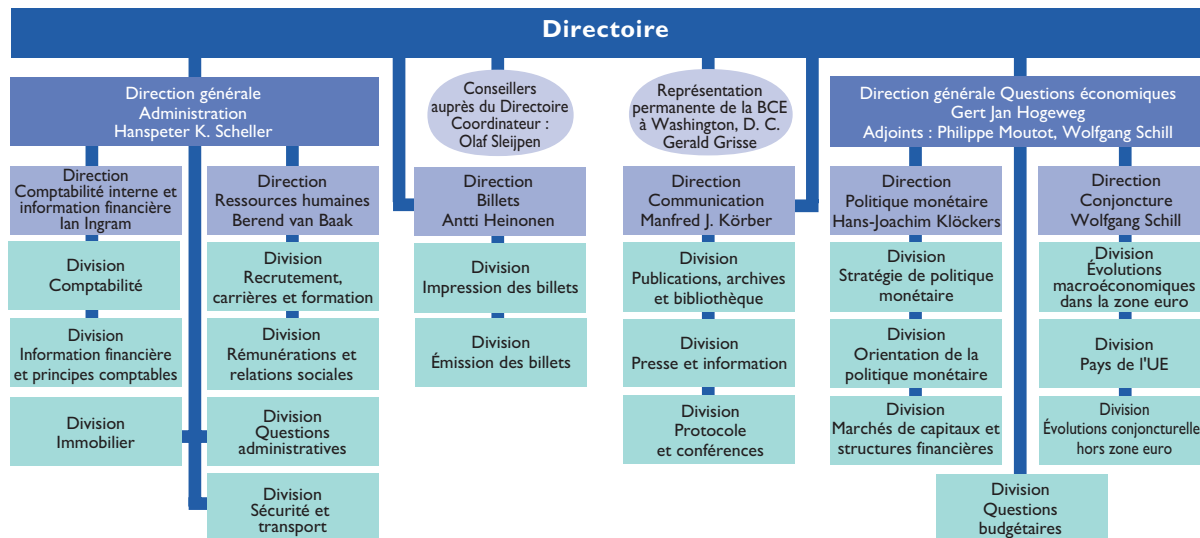 Directoire
Direction générale
Administration
Hanspeter K. Scheller
Conseillers
auprès du Directoire
Coordinateur :
Olaf Sleijpen
Représentation
permanente de la BCE
à Washington, D. C.
Gerald Grisse
Direction générale Questions économiques
Gert Jan Hogeweg
Adjoints : Philippe Moutot, Wolfgang Schill
Direction
Comptabilité interne et
information financière
Ian Ingram
Direction
Ressources humaines
Berend van Baak
Direction
Billets
Antti Heinonen
Direction
Communication
Manfred J. Körber
Direction
Politique monétaire
Hans-Joachim Klöckers
Direction
Conjoncture
Wolfgang Schill
Division
Comptabilité
Division
Recrutement,
carrières et formation
Division
Impression des billets
Division
Publications, archives
et bibliothèque
Division
Stratégie de politique
monétaire
Division
Évolutions
macroéconomiques
dans la zone euro
Division
Information financière
et principes comptables
Division
Rémunérations et
relations sociales
Division
Émission des billets
Division
Presse et information
Division
Orientation de la
politique monétaire
Division
Pays de l'UE
Division
Immobilier
Division
Questions
administratives
Division
Protocole
et conférences
Division
Marchés de capitaux et
structures financières
Division
Évolutions conjoncturelle
hors zone euro
Division
Sécurité et
transport
Division
Questions
budgétaires